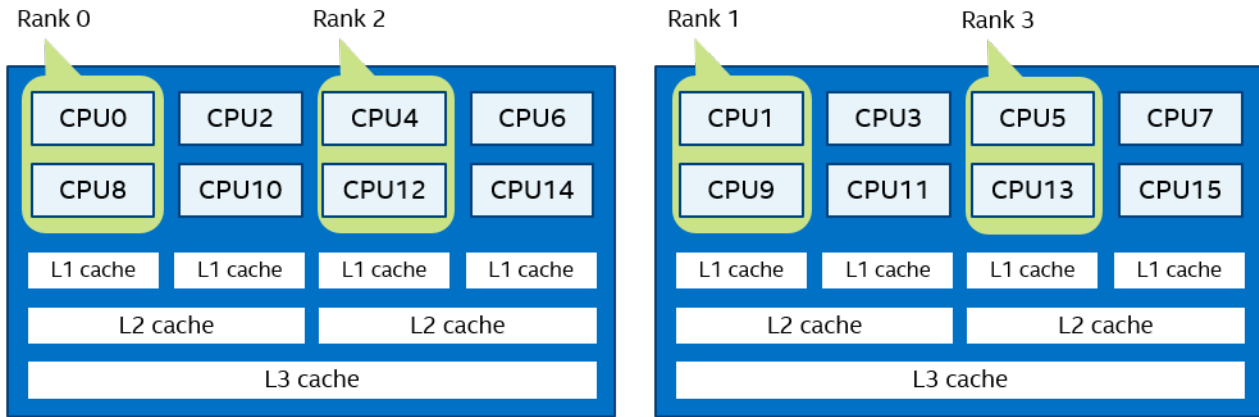 Rank 0 Rank 2 Rank 1 Rank 3
CPU0 CPU2 CPU4 CPU6 CPU1 CPU3 CPU5 CPU7
CPU8 CPU10 CPU12 CPU14 CPU9 CPU11 CPU13 CPU15
L1 cache L1 cache L1 cache L1 cache L1 cache L1 cache L1 cache L1 cache
L2 cache L2 cache L2 cache L2 cache
L3 cache L3 cache